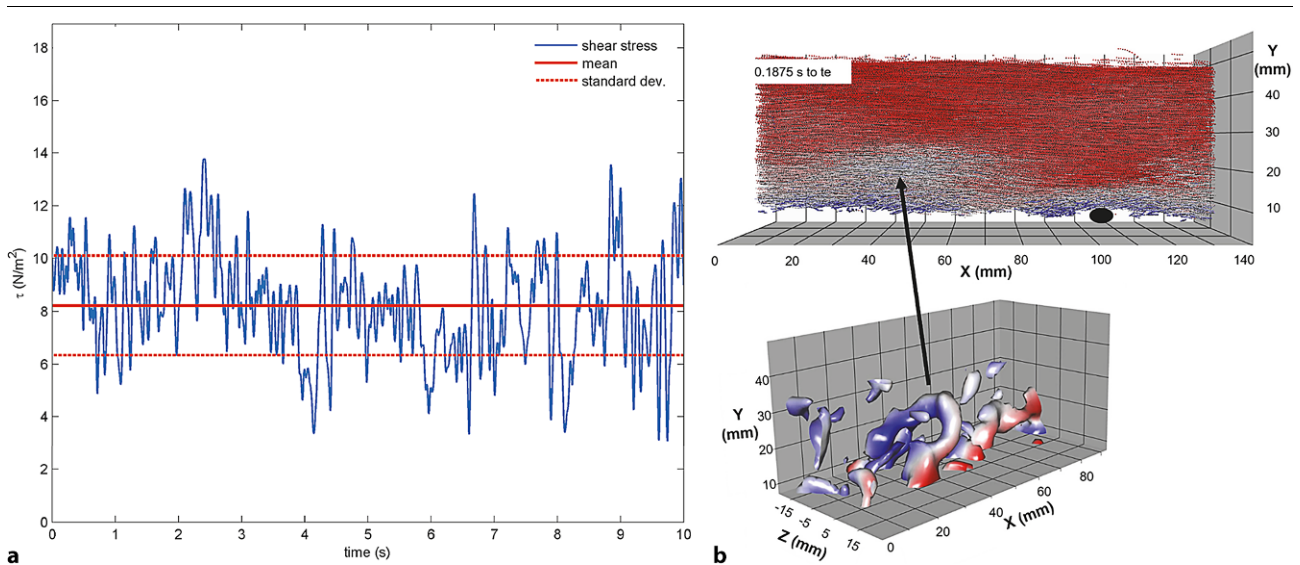 18
16
14
12
10
8
6
4
2
0
τ (N/m²)
shear stress
mean
standard dev.
0 1 2 3 4 5 6 7 8 9 10
time (s)
a
0.1875 s to te
Y
(mm)
40
30
20
10
0 20 40 60 80 100 120 140
X (mm)
Y
(mm)
40
30
20
10
-15 -5 5 15
Z (mm)
0 20 40 60 80
X (mm)
b